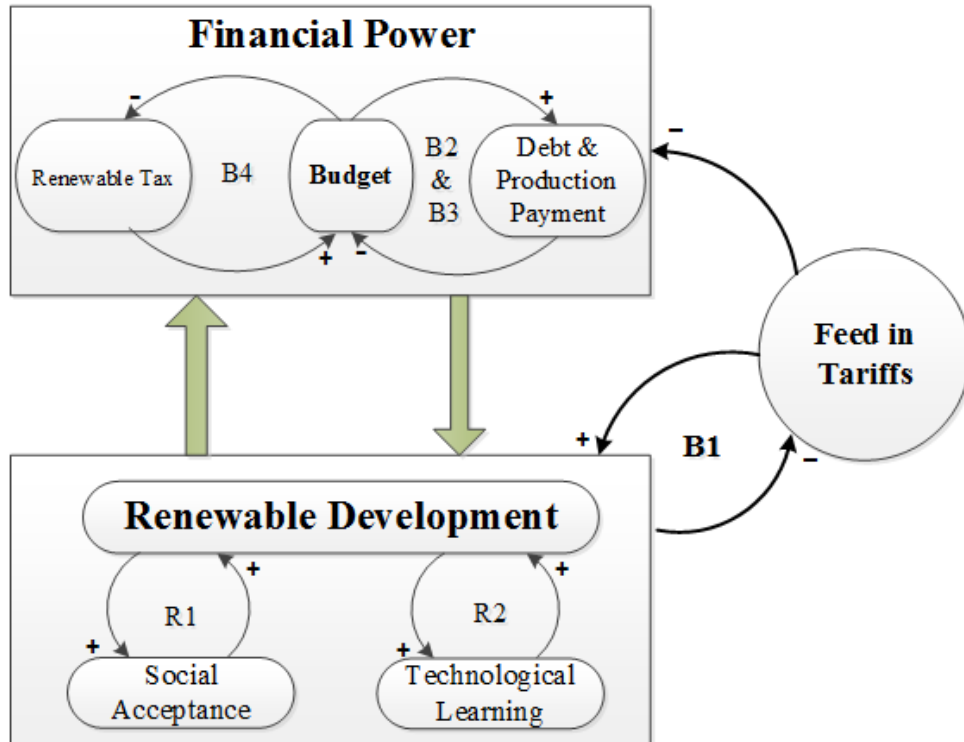 Financial Power
-
+
Renewable Tax
B4
Budget
B2
&
B3
Debt &
Production
Payment
+
-
-
Feed in
Tariffs
+
B1
-
Renewable Development
R1
+
+
R2
+
+
Social
Acceptance
Technological
Learning